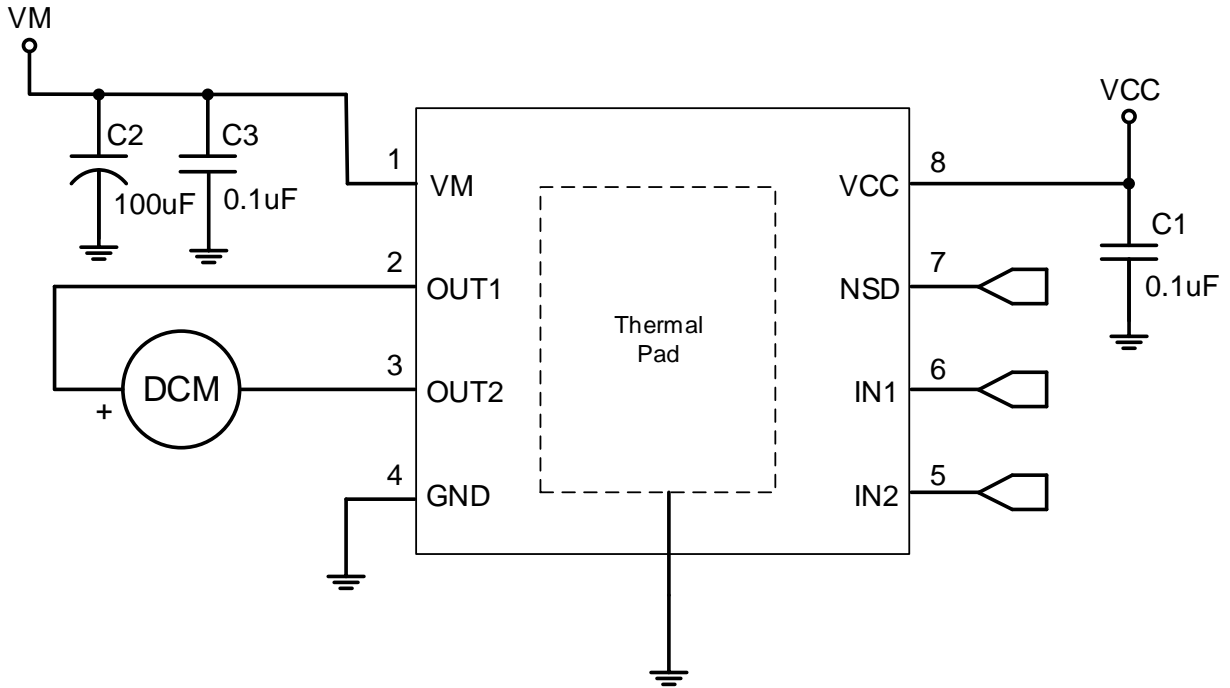 VM
C2
100uF
C3
0.1uF
1
VM
2
OUT1
3
OUT2
+
DCM
4
GND
Thermal
Pad
VCC
8
VCC
C1
0.1uF
7
NSD
6
IN1
5
IN2